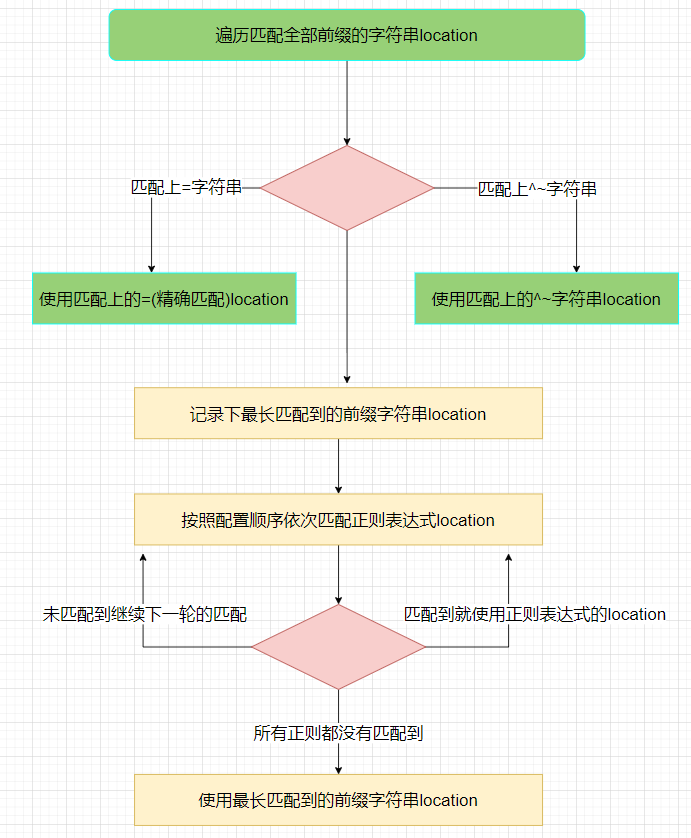 遍历匹配全部前缀的字符串location
匹配上=字符串
匹配上^~字符串
使用匹配上的=(精确匹配)location
使用匹配上的^~字符串location
记录下最长匹配到的前缀字符串location
按照配置顺序依次匹配正则表达式location
未匹配到继续下一轮的匹配
匹配到就使用正则表达式的location
所有正则都没有匹配到
使用最长匹配到的前缀字符串location